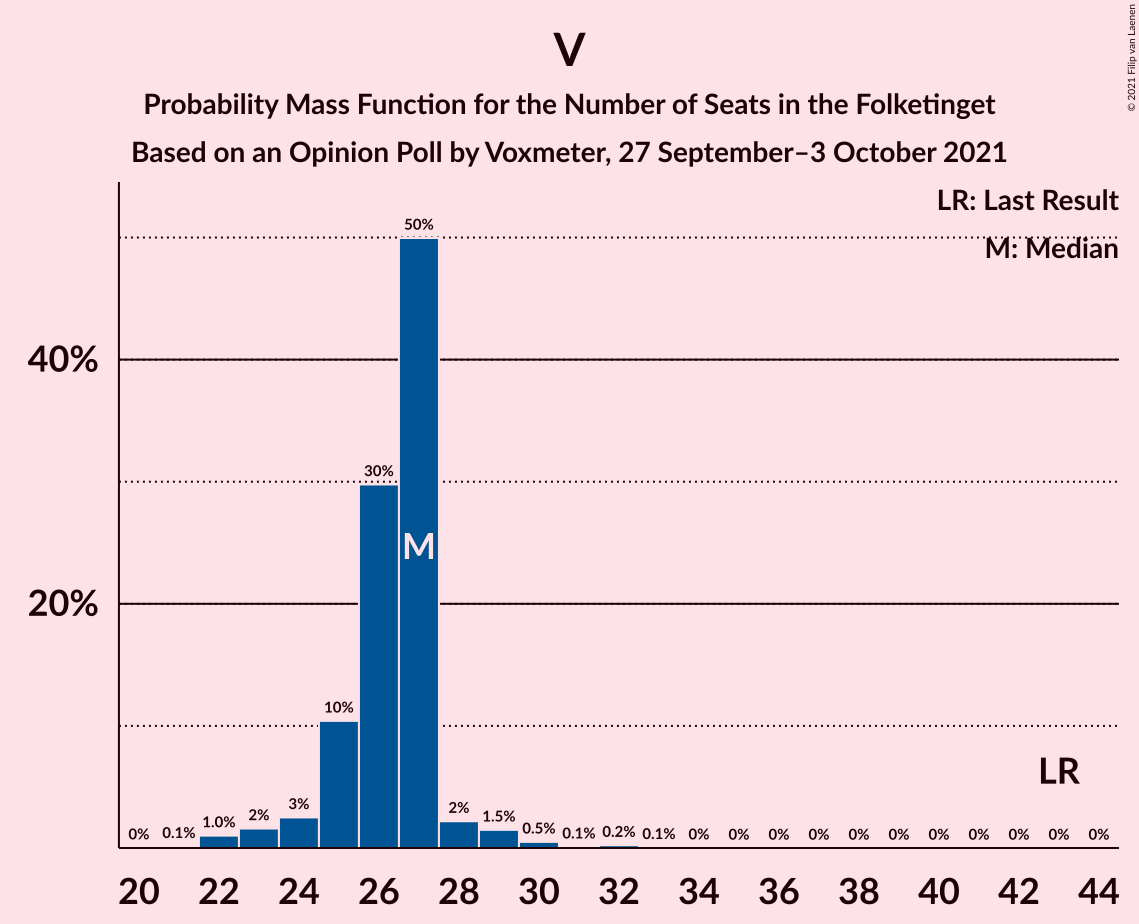 V
Probability Mass Function for the Number of Seats in the Folketinget
Based on an Opinion Poll by Voxmeter, 27 September–3 October 2021
© 2021 Filip van Laenen
LR: Last Result
M: Median
50%
40%
30%
M
20%
10%
LR
0% 0.1% 1.0% 2% 3% 2% 1.5% 0.5% 0.1% 0.2% 0.1% 0% 0% 0% 0% 0% 0% 0% 0% 0% 0% 0%
20 22 24 26 28 30 32 34 36 38 40 42 44